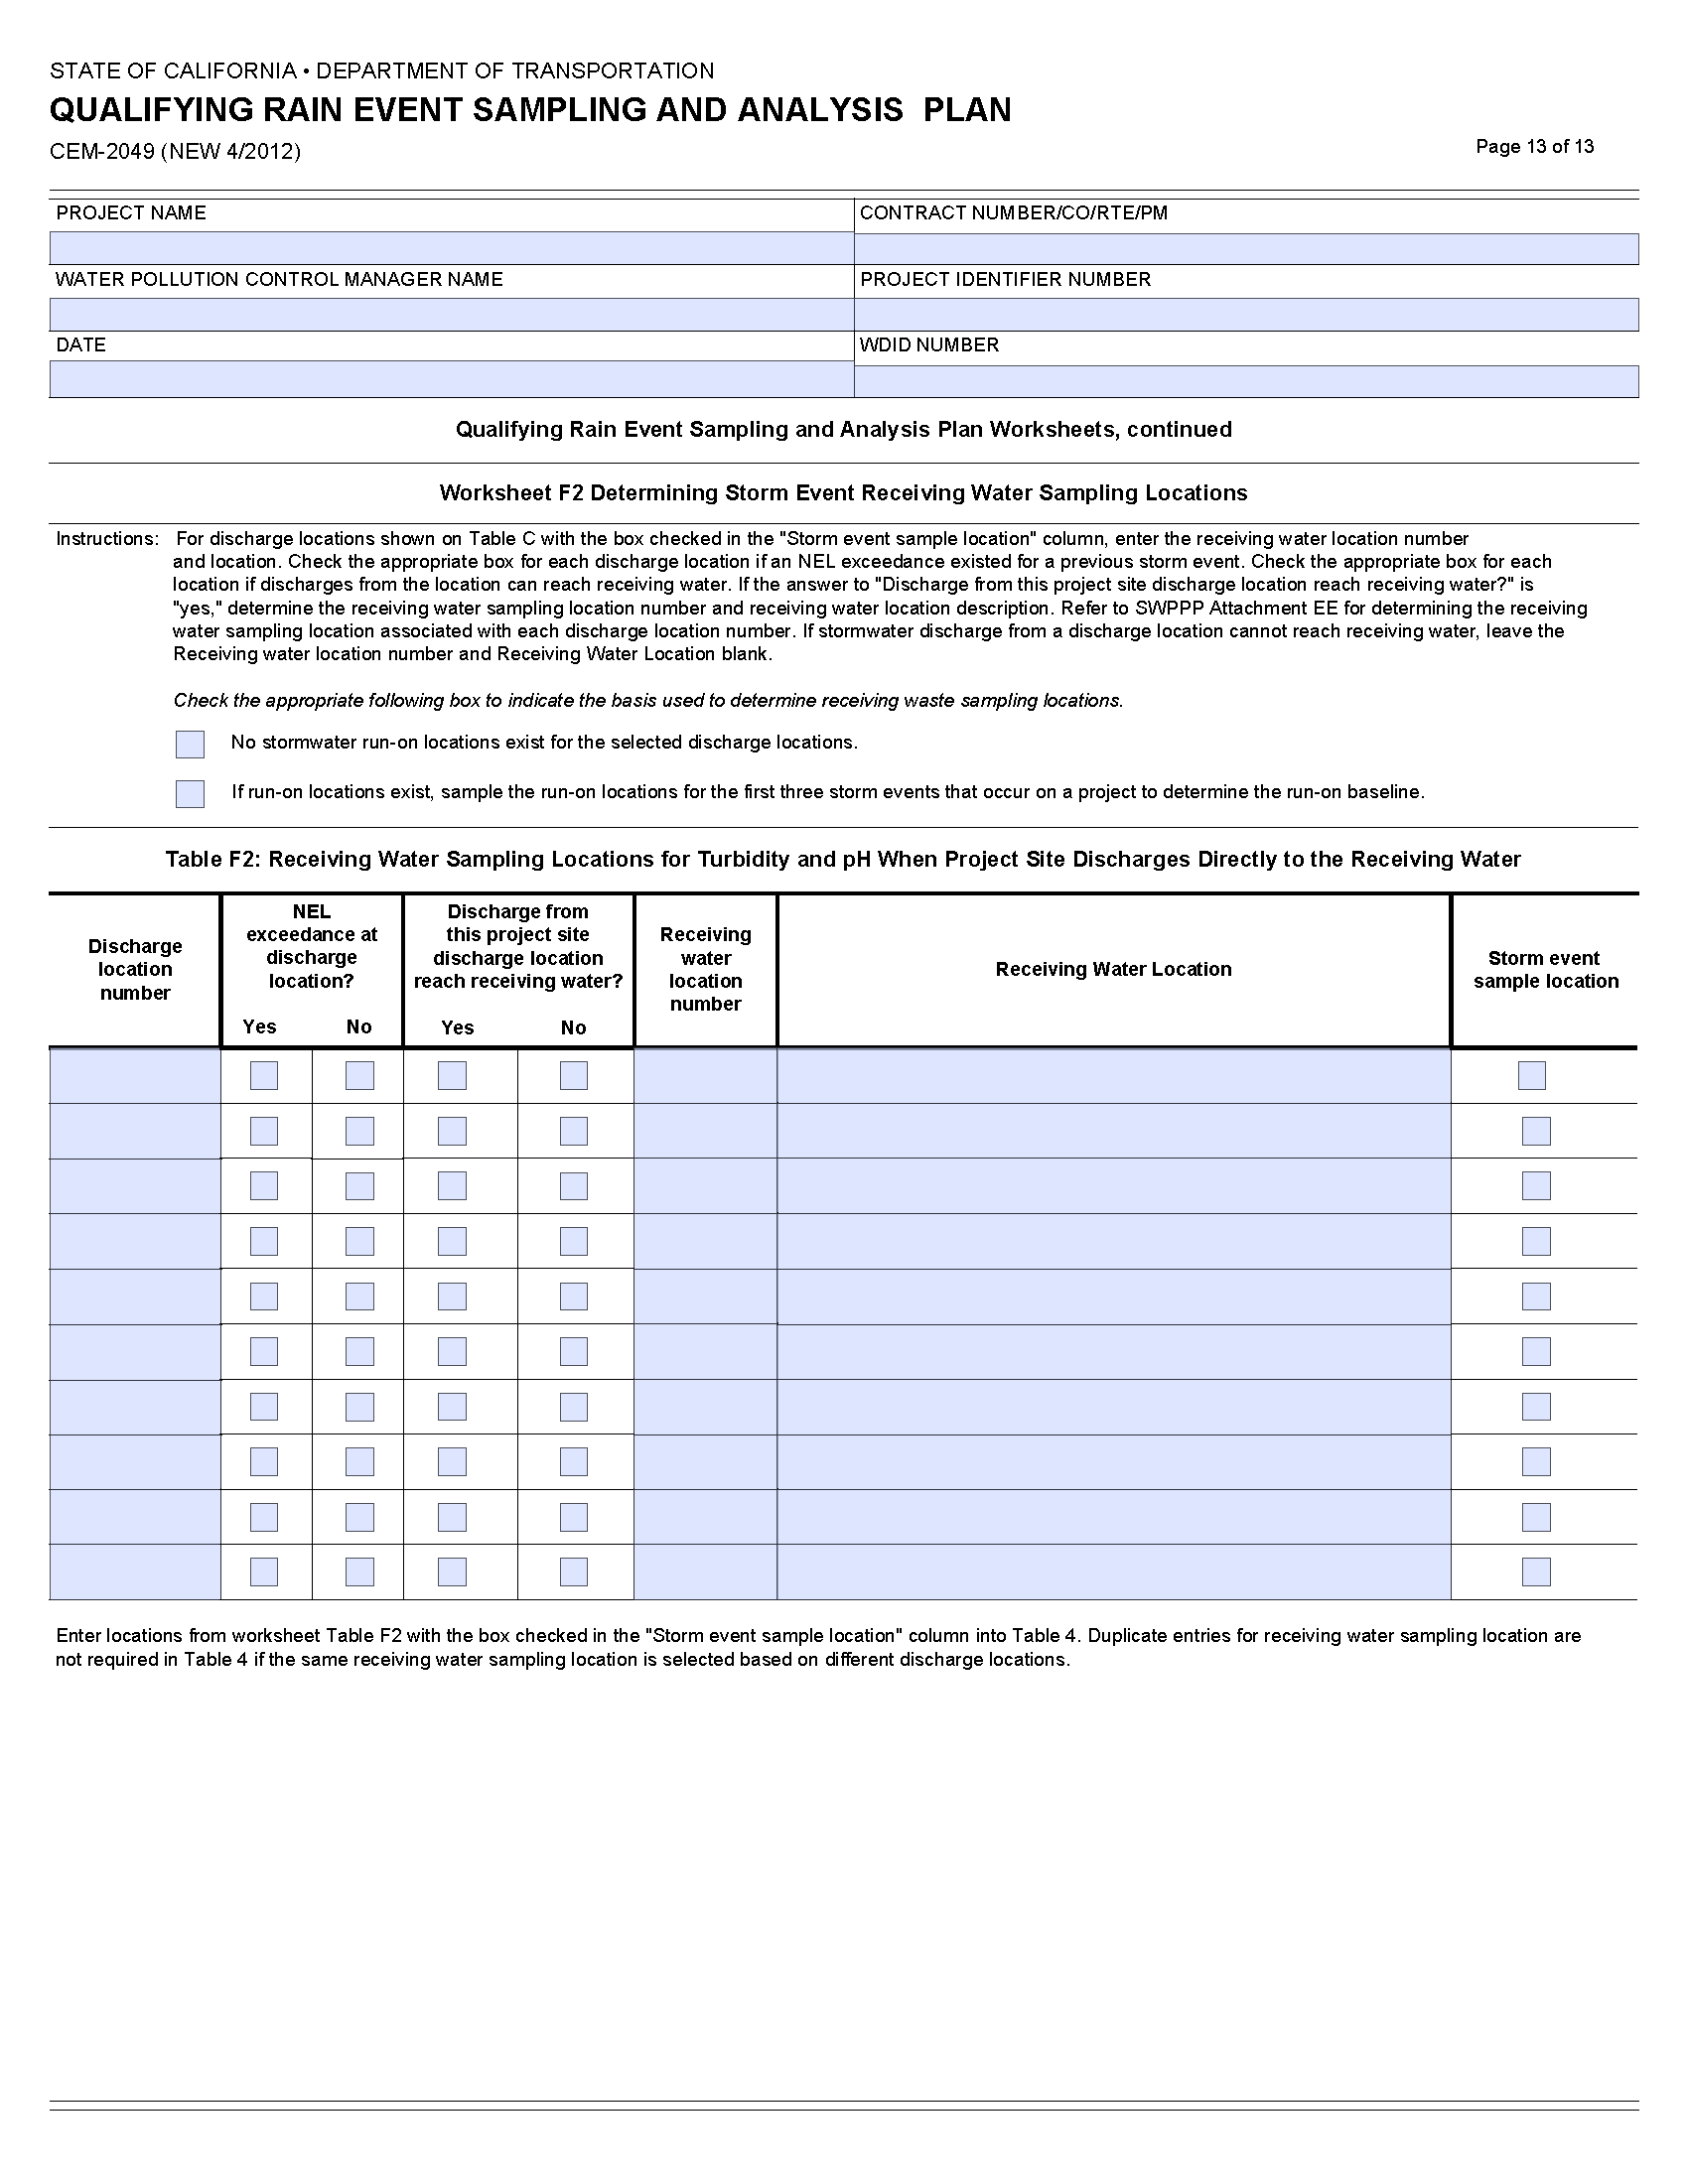 STATE OF CALIFORNIA • DEPARTMENT OF TRANSPORTATION
QUALIFYING RAIN EVENT SAMPLING AND ANALYSIS PLAN
CEM-2049 (NEW 4/2012)
Page 13 of 13
PROJECT NAME
CONTRACT NUMBER/CO/RTE/PM
WATER POLLUTION CONTROL MANAGER NAME
PROJECT IDENTIFIER NUMBER
DATE
WDID NUMBER
Qualifying Rain Event Sampling and Analysis Plan Worksheets, continued
Worksheet F2 Determining Storm Event Receiving Water Sampling Locations
Instructions: For discharge locations shown on Table C with the box checked in the "Storm event sample location" column, enter the receiving water location number
and location. Check the appropriate box for each discharge location if an NEL exceedance existed for a previous storm event. Check the appropriate box for each
location if discharges from the location can reach receiving water. If the answer to "Discharge from this project site discharge location reach receiving water?" is
"yes," determine the receiving water sampling location number and receiving water location description. Refer to SWPPP Attachment EE for determining the receiving
water sampling location associated with each discharge location number. If stormwater discharge from a discharge location cannot reach receiving water, leave the
Receiving water location number and Receiving Water Location blank.
Check the appropriate following box to indicate the basis used to determine receiving waste sampling locations.
No stormwater run-on locations exist for the selected discharge locations.
If run-on locations exist, sample the run-on locations for the first three storm events that occur on a project to determine the run-on baseline.
Table F2: Receiving Water Sampling Locations for Turbidity and pH When Project Site Discharges Directly to the Receiving Water
Discharge
location
number
NEL
exceedance at
discharge
location?
Yes No
Discharge from
this project site
discharge location
reach receiving water?
Yes No
Receiving
water
location
number
Receiving Water Location
Storm event
sample location
Enter locations from worksheet Table F2 with the box checked in the "Storm event sample location" column into Table 4. Duplicate entries for receiving water sampling location are
not required in Table 4 if the same receiving water sampling location is selected based on different discharge locations.